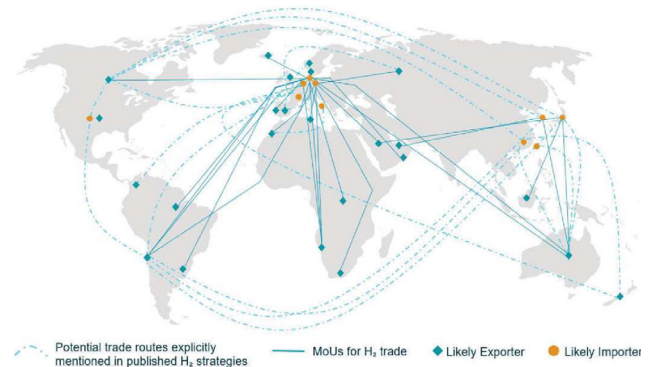 Potential trade routes explicitly
mentioned in published H₂ strategies
MoUs for H₂ trade
Likely Exporter
Likely Importer